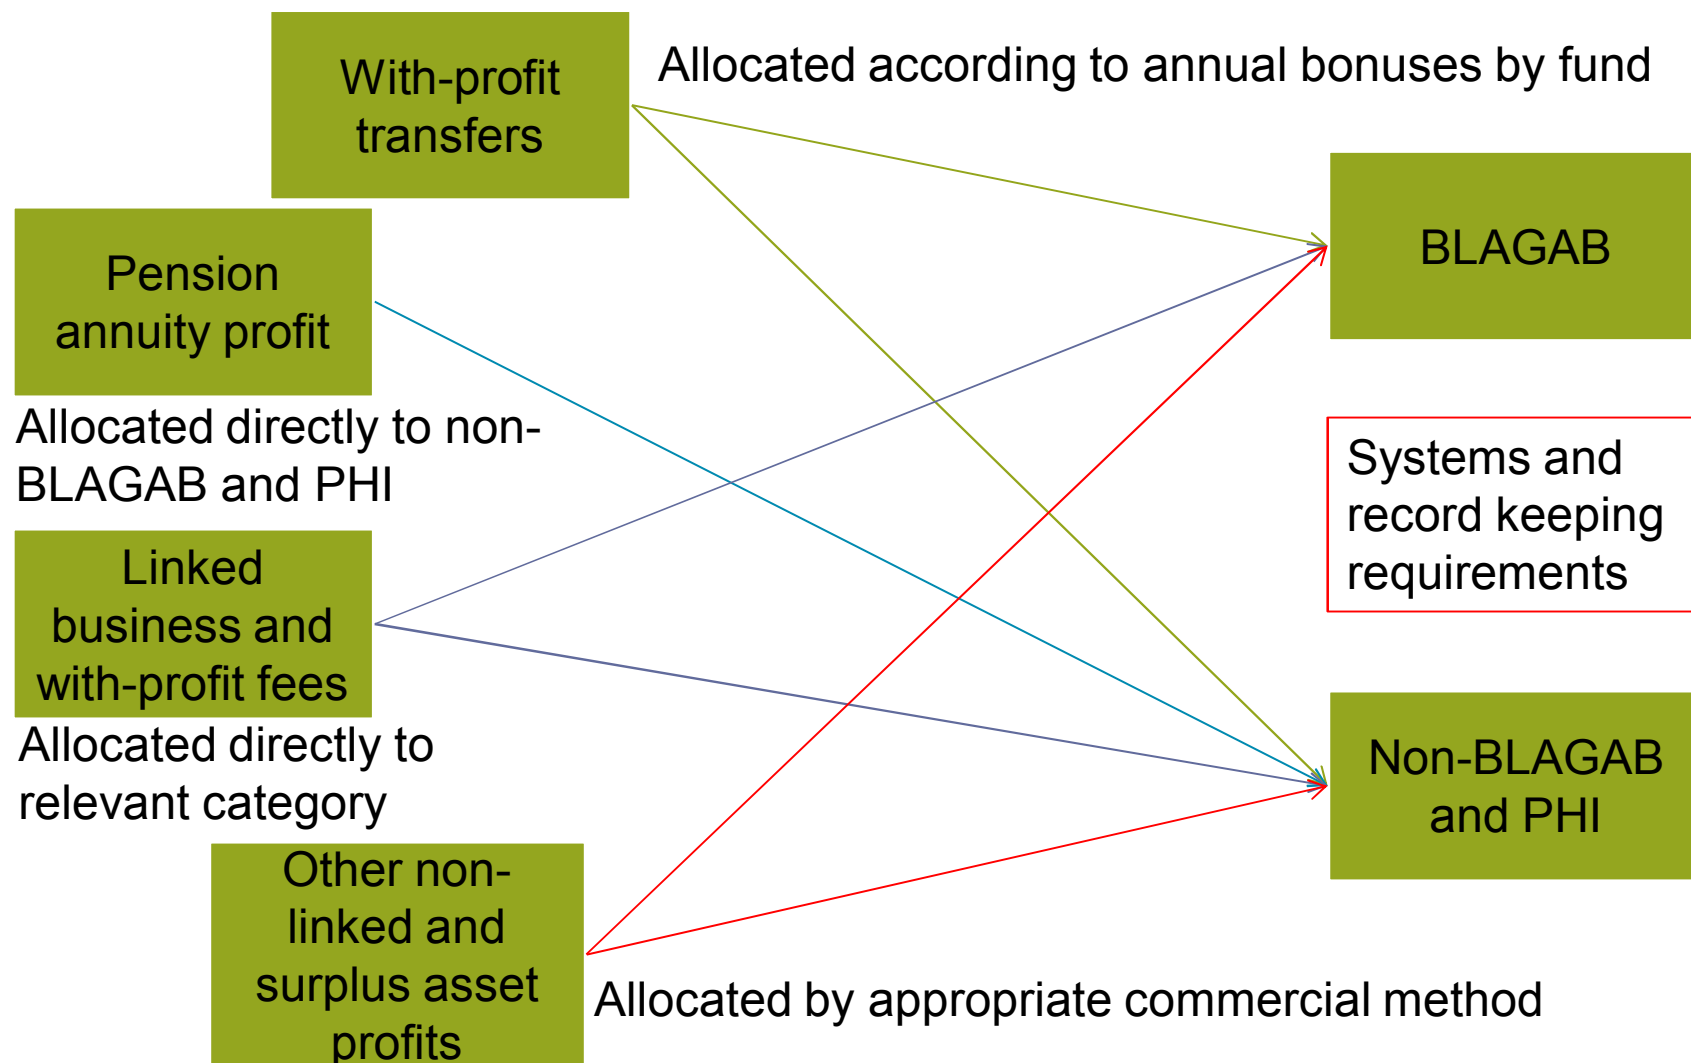 With-profit
transfers
Allocated according to annual bonuses by fund
BLAGAB
Pension
annuity profit
Allocated directly to non-
BLAGAB and PHI
Systems and
record keeping
requirements
Linked
business and
with-profit fees
Allocated directly to
relevant category
Non-BLAGAB
and PHI
Other non-
linked and
surplus asset
profits
Allocated by appropriate commercial method